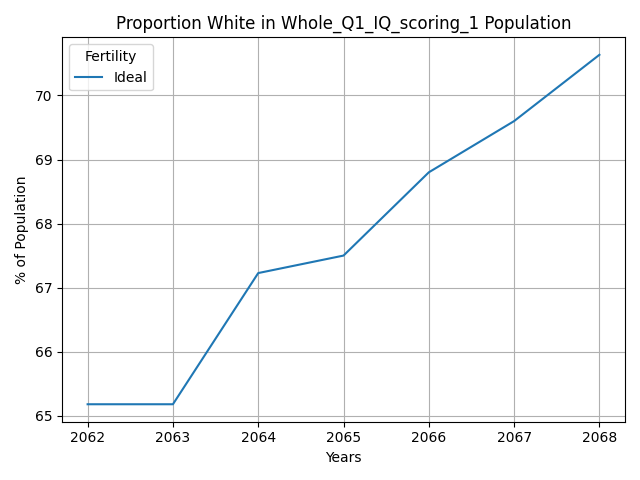 Proportion White in Whole_Q1_IQ_scoring_1 Population
Fertility
Ideal
% of Population
70
69
68
67
66
65
2062 2063 2064 2065 2066 2067 2068
Years